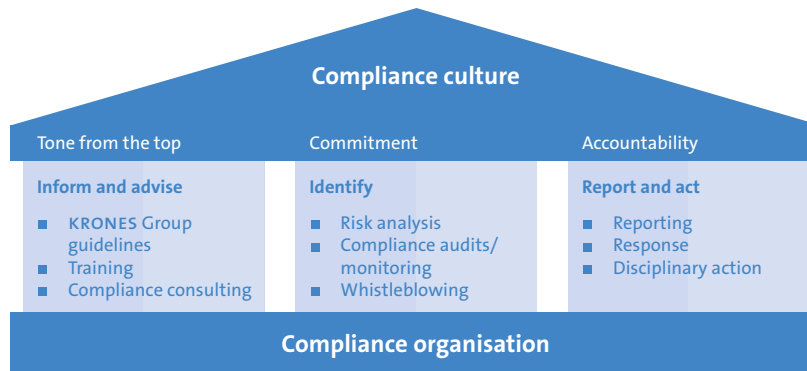 Compliance culture
Tone from the top
Commitment
Accountability
Inform and advise
KRONES Group
guidelines
Training
Compliance consulting
Identify
Risk analysis
Compliance audits/
monitoring
Whistleblowing
Report and act
Reporting
Response
Disciplinary action
Compliance organisation